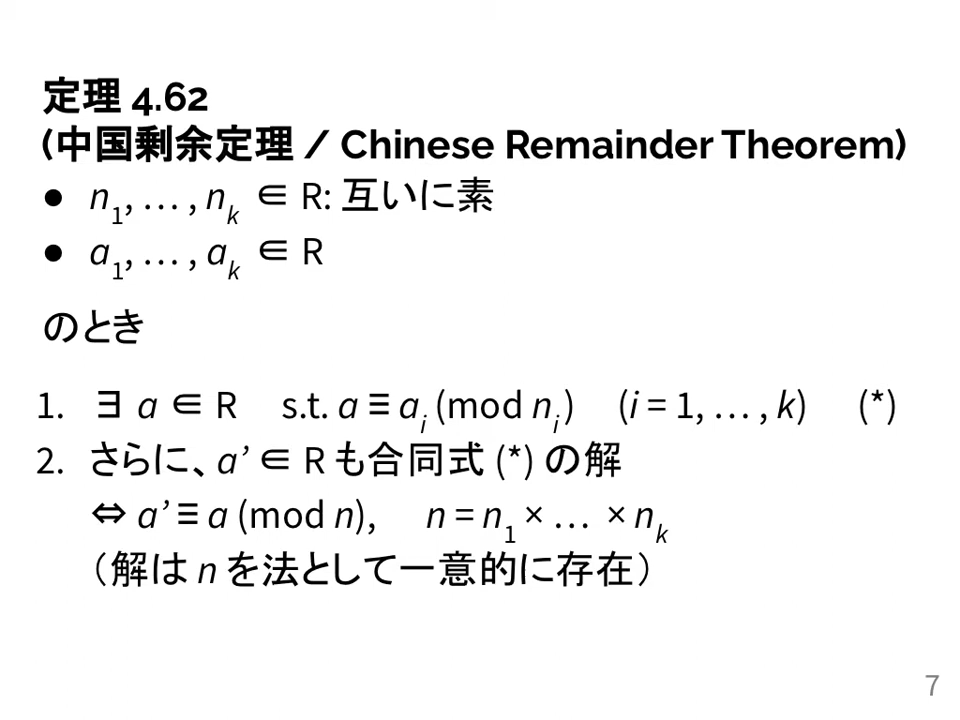 定理 4.62
(中国剰余定理 / Chinese Remainder Theorem)
● n1, … , nk ∈ R: 互いに素
● a1, … , ak ∈ R
のとき
1. ∃ a ∈ R s.t. a ≡ ai (mod ni) (i = 1, … , k) (*)
2. さらに、a’ ∈ R も合同式 (*) の解
⇔ a’ ≡ a (mod n), n = n1 × … × nk
（解は n を法として一意的に存在）
7